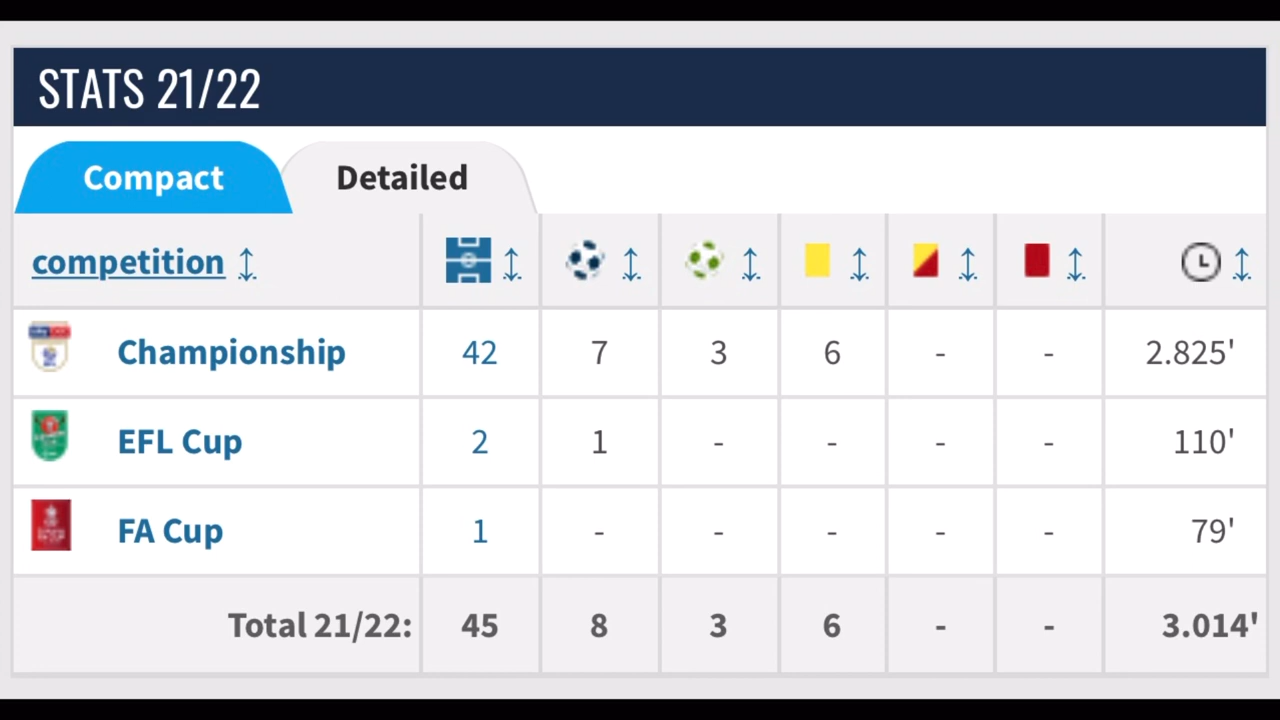 STATS 21/22
Compact Detailed
competition
Championship 42 7 3 6 - - 2.825'
EFL Cup 2 1 - - - - 110'
FA Cup 1 - - - - - 79'
Total 21/22: 45 8 3 6 - - 3.014'